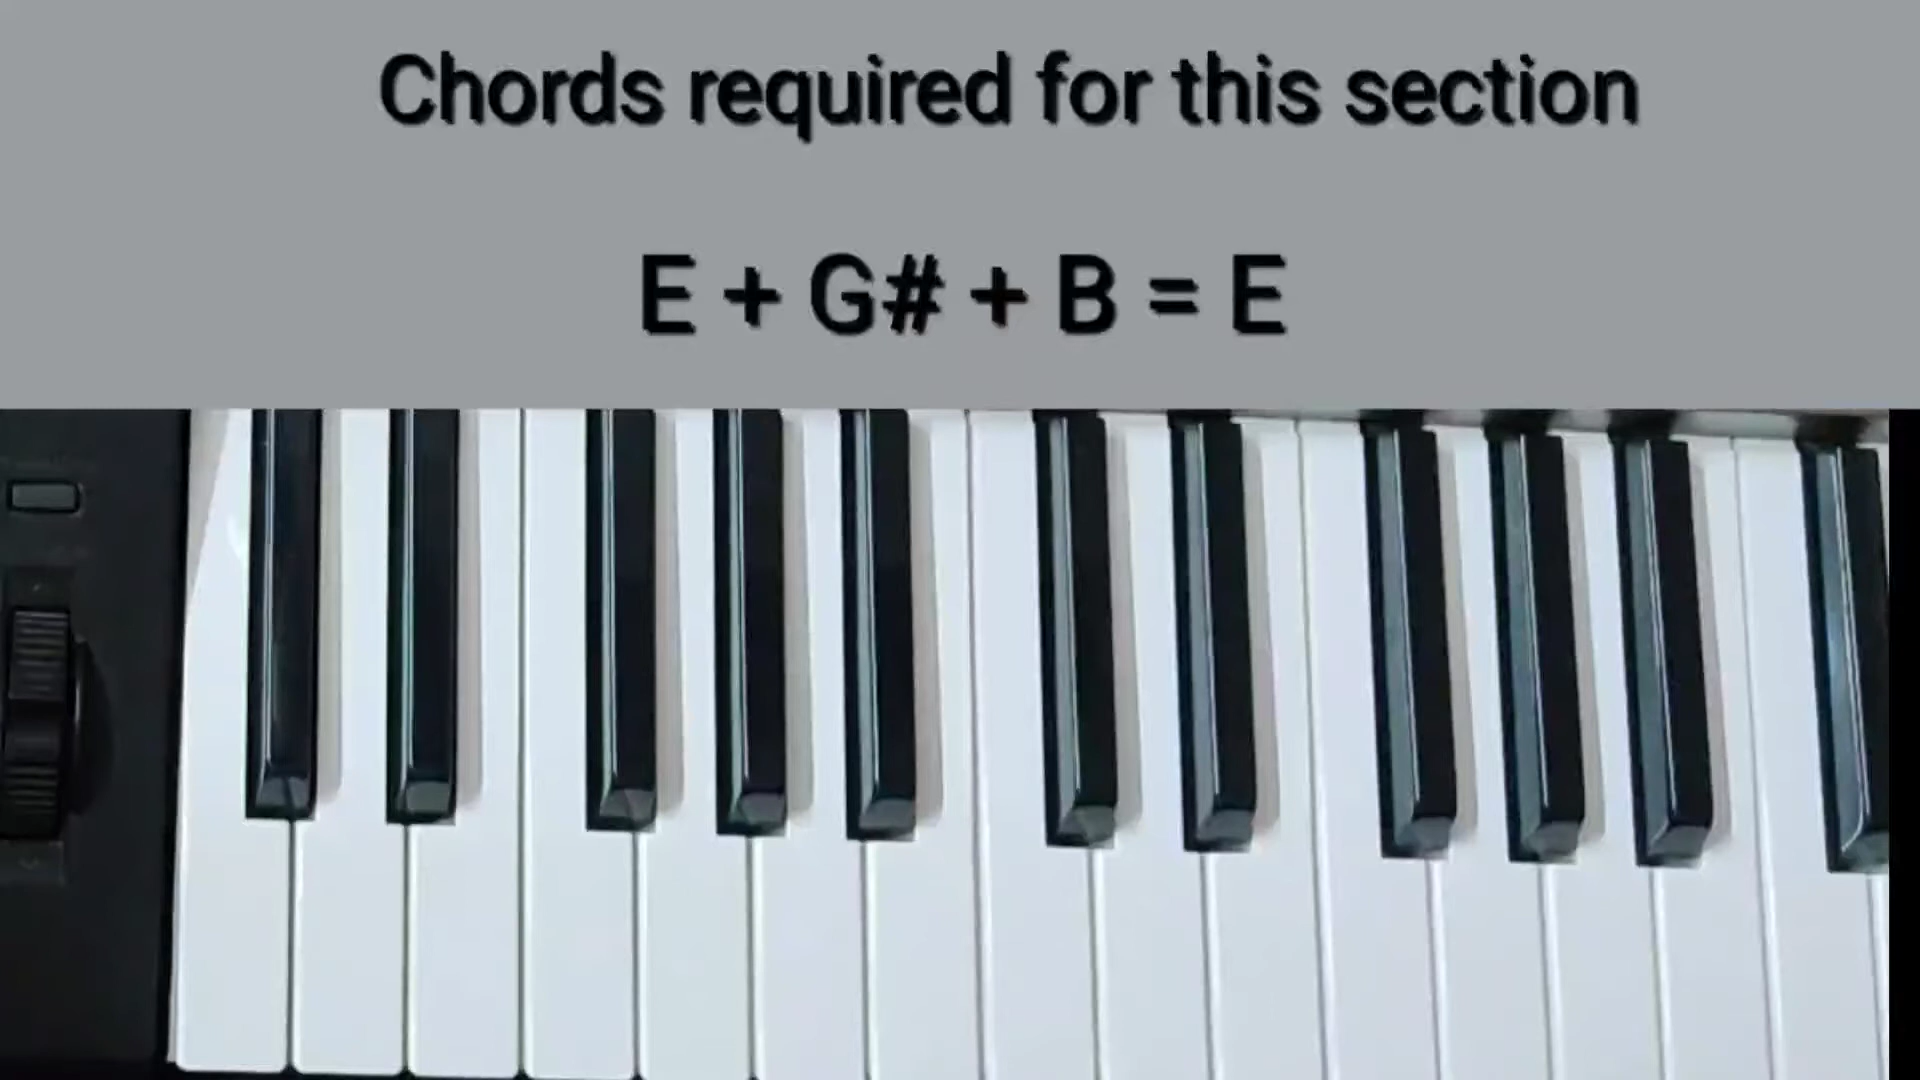 Chords required for this section
E + G# + B = E